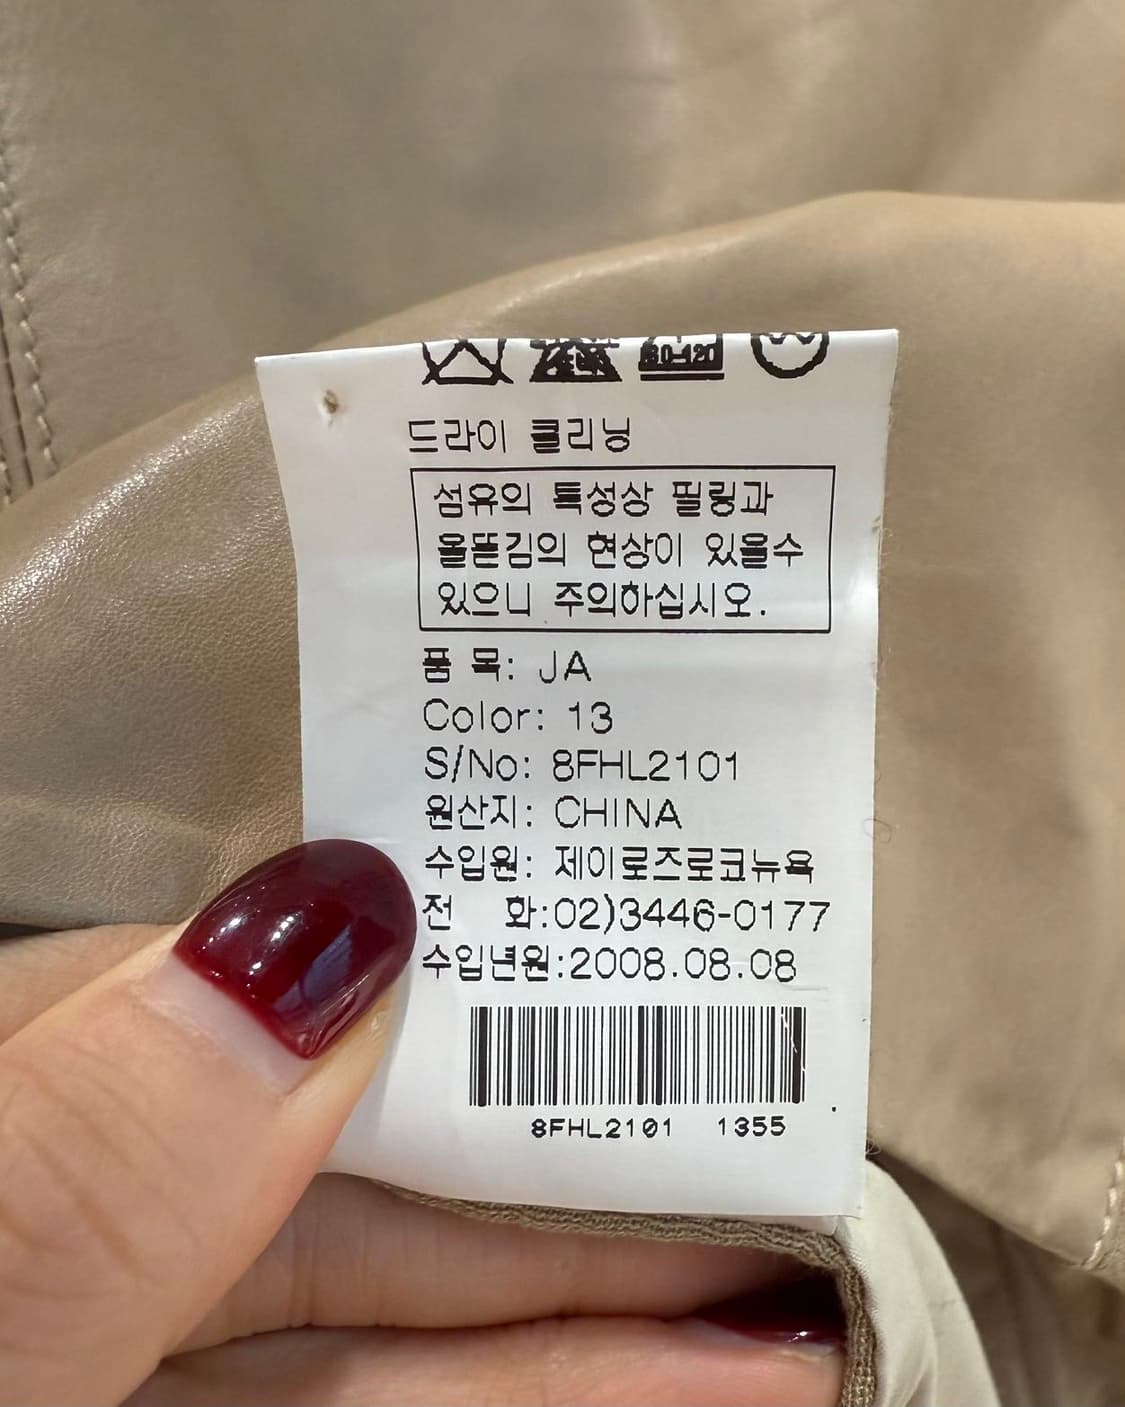 80-120
드라이 클리닝
섬유의 특성상 필링과
올뜯김의 현상이 있을수
있으니 주의하십시오.
품 목: JA
Color: 13
S/No: 8FHL2101
원산지: CHINA
수입원: 제이로즈로코뉴욕
전 화:02)3446-0177
수입년원:2008.08.08
8FHL2101 1355